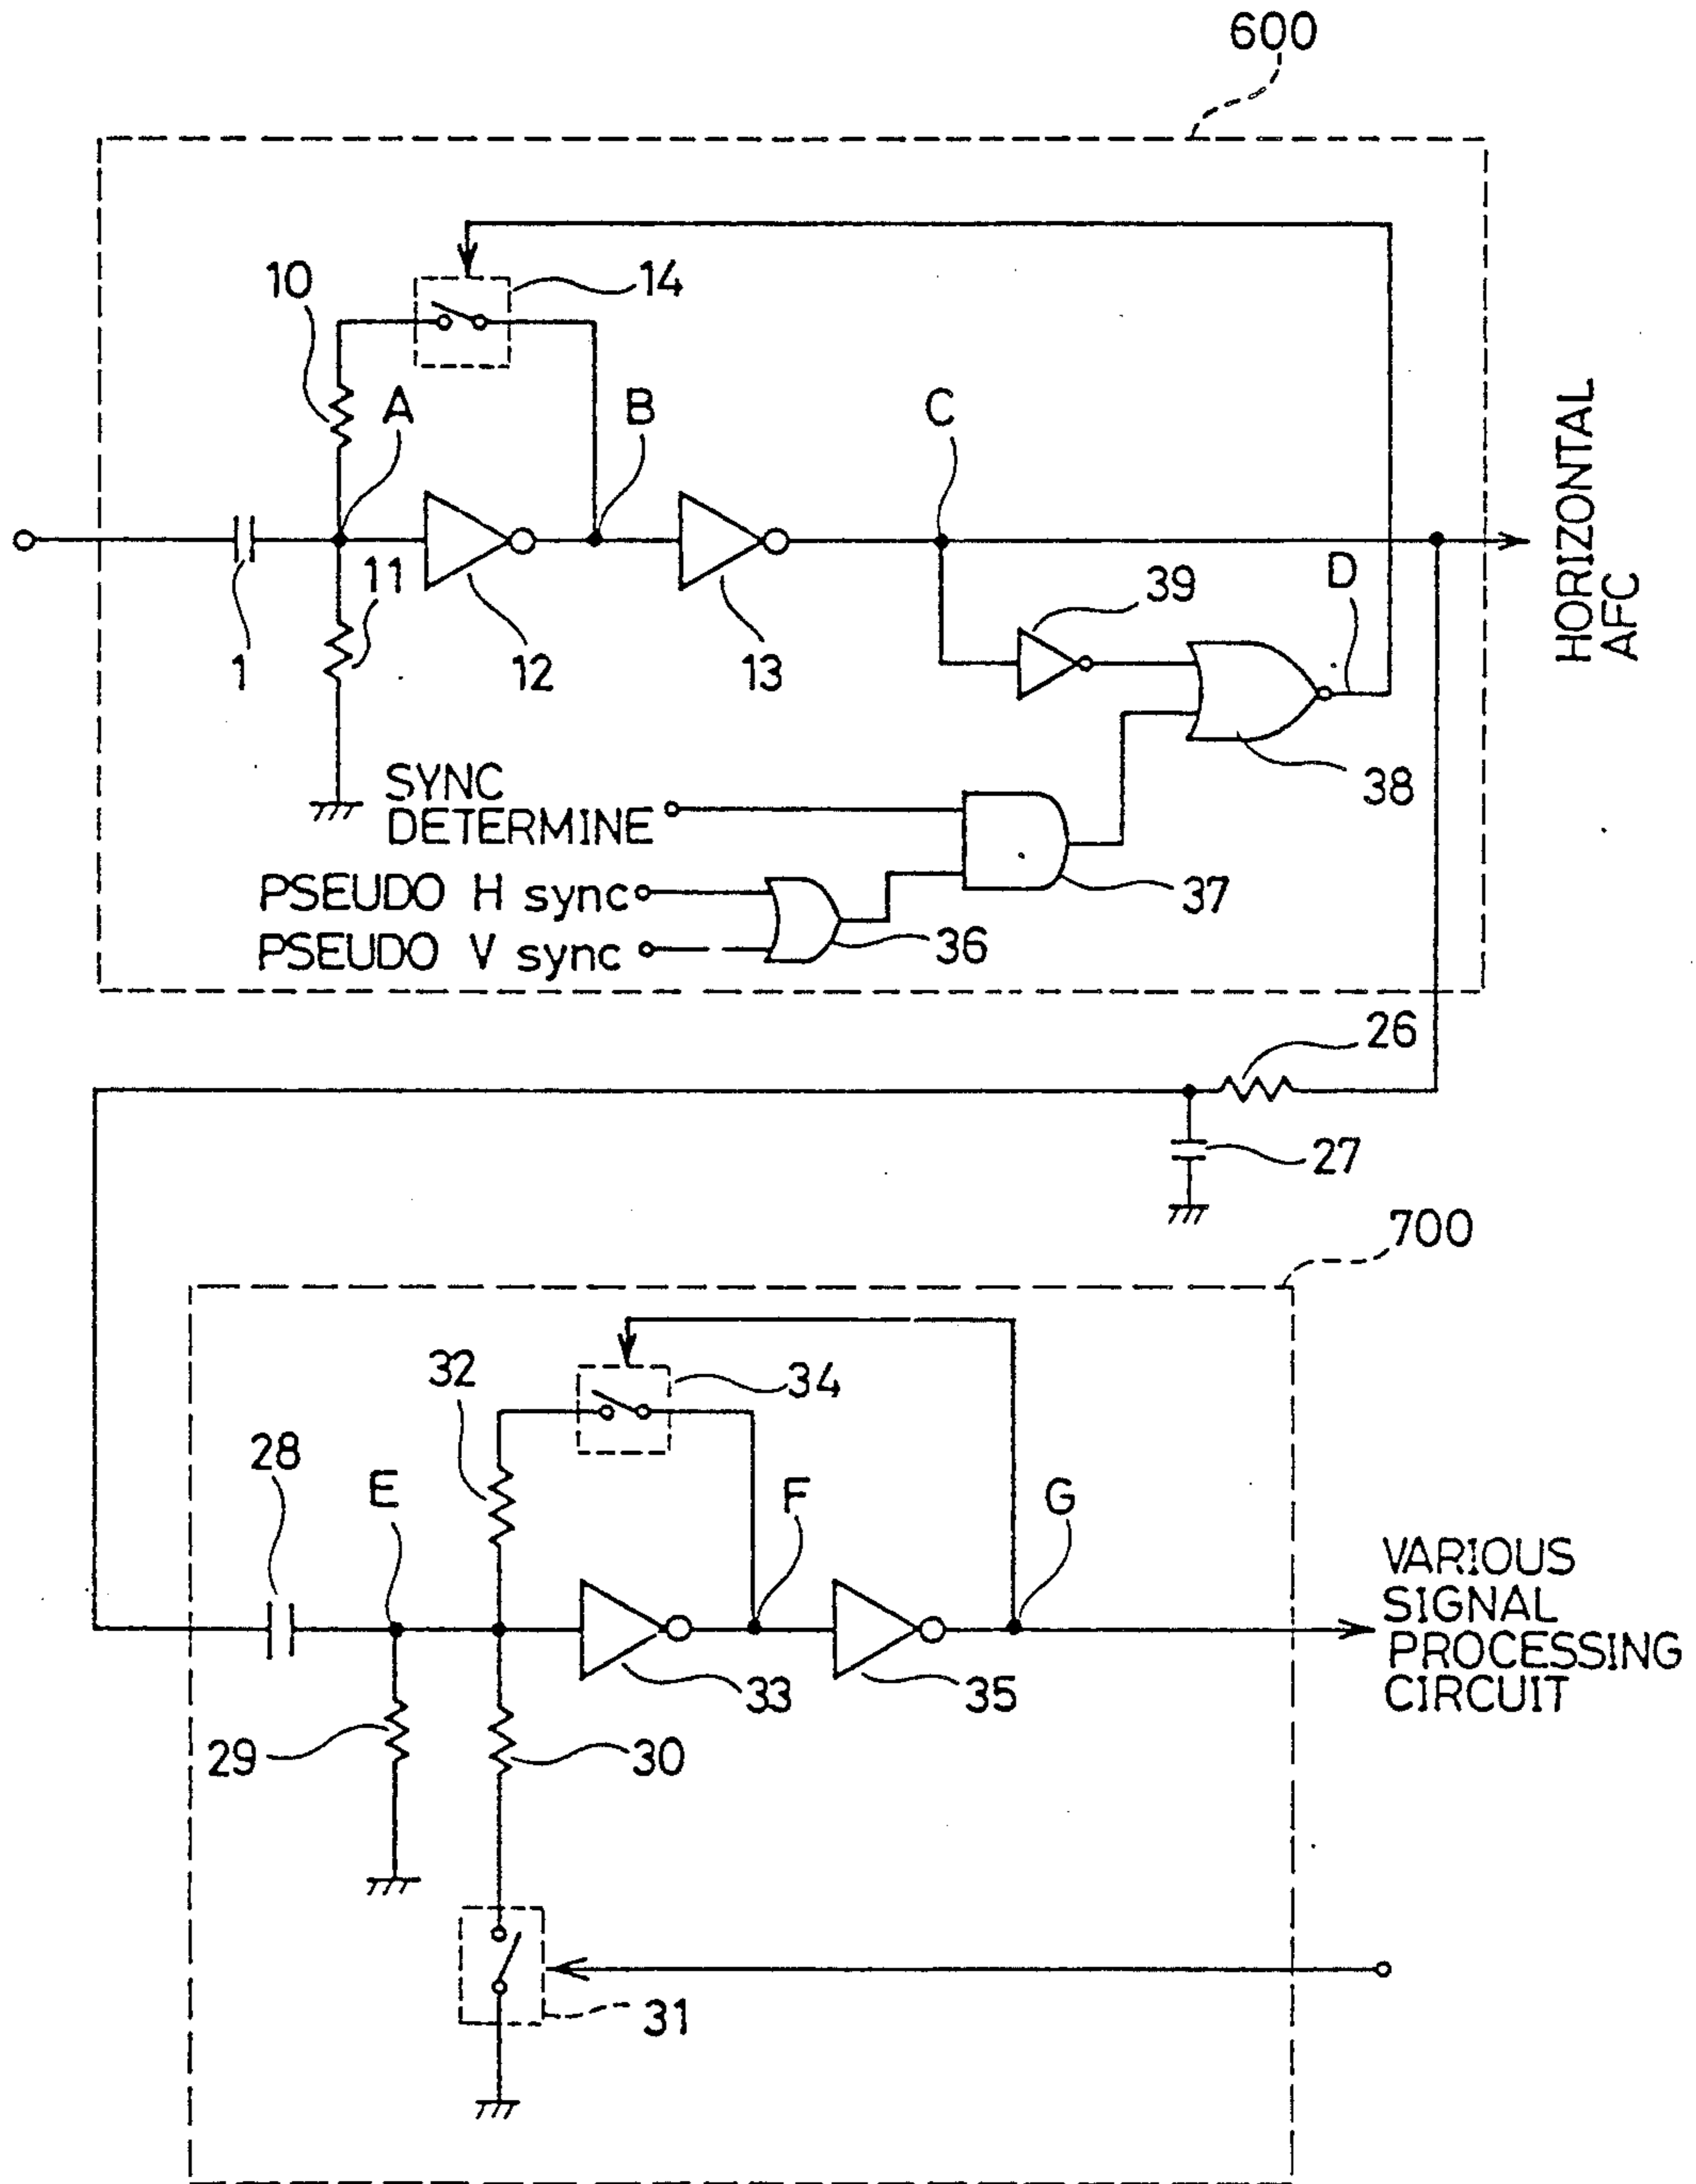 600
10
14
A
B
C
HORIZONTAL
AFC
11
39
D
1
12
13
38
SYNC
DETERMINE
37
PSEUDO H sync
36
PSEUDO V sync
26
27
700
32
34
28
E
F
G
VARIOUS
SIGNAL
PROCESSING
CIRCUIT
33
35
29
30
31